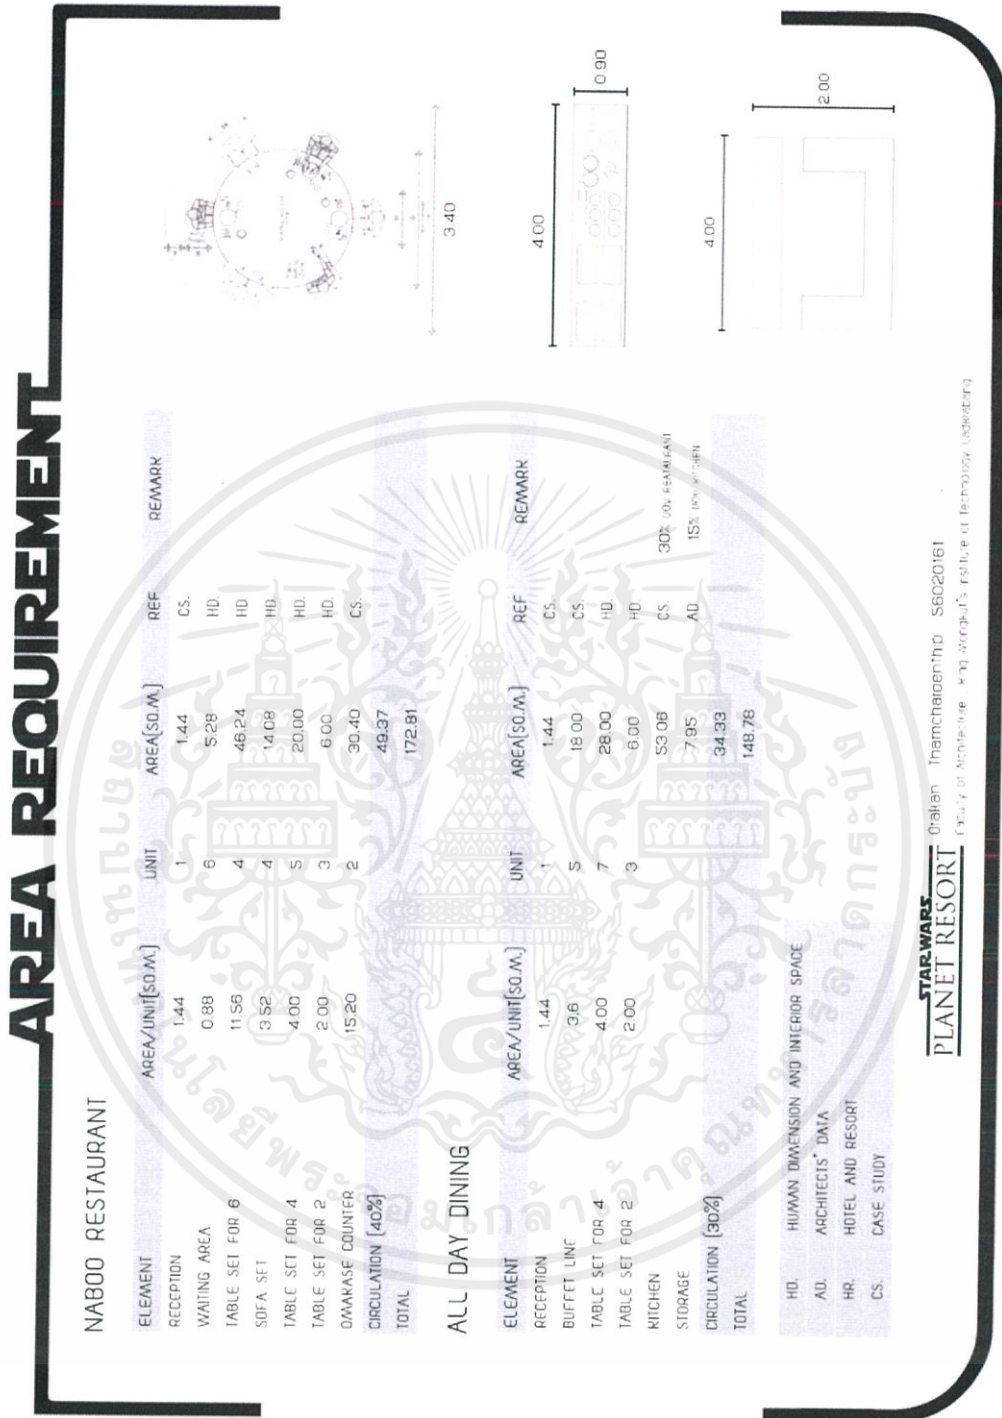 AREA REQUIREMENT
NABOO RESTAURANT
ELEMENT AREA/UNIT[SQ.M.] UNIT AREA[SQ.M.] REF REMARK
RECEPTION 1.44 1 1.44 CS.
WAITING AREA 0.88 6 5.28 HD.
TABLE SET FOR 6 11.56 4 46.24 HD
SOFA SET 3.52 4 14.08 HD
TABLE SET FOR 4 4.00 5 20.00 HD.
TABLE SET FOR 2 2.00 3 6.00 HD.
OMAKASE COUNTER 15.20 2 30.40 CS.
CIRCULATION [40%] 49.37
TOTAL 172.81
3.40
ALL DAY DINING
ELEMENT AREA/UNIT[SQ.M.] UNIT AREA[SQ.M.] REF REMARK
RECEPTION 1.44 1 1.44 CS.
BUFFET LINE 3.6 5 18.00 CS.
TABLE SET FOR 4 4.00 7 28.00 HD.
TABLE SET FOR 2 2.00 3 6.00 HD
KITCHEN 53.06 CS. 30%
STORAGE 7.95 AD. 15%
CIRCULATION [30%] 34.33
TOTAL 148.78
4.00
0.90
4.00
2.00
HD. HUMAN DIMENSION AND INTERIOR SPACE
AD. ARCHITECTS' DATA
HR. HOTEL AND RESORT
CS. CASE STUDY
STAR WARS
PLANET RESORT
Orakan Thamcharoenthip 56020161
Faculty of Architecture, King Mongkut's Institute of Technology Ladkrabang